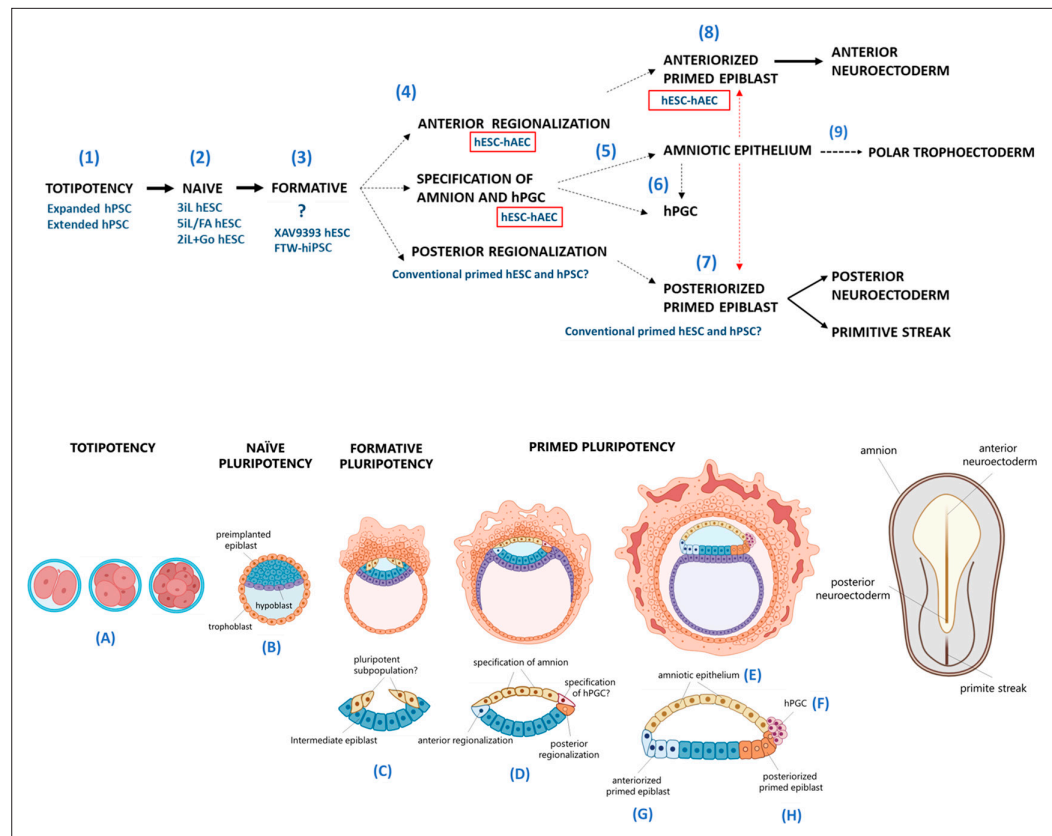 (1)
TOTIPOTENCY
Expanded hPSC
Extended hPSC
(2)
NAIVE
3iL hESC
5iL/FA hESC
2iL+Go hESC
(3)
FORMATIVE
?
XAV9393 hESC
FTW-hiPSC
(4)
ANTERIOR REGIONALIZATION
hESC-hAEC
SPECIFICATION OF
AMNION AND hPGC
hESC-hAEC
POSTERIOR REGIONALIZATION
Conventional primed hESC and hPSC?
(5)
(6)
(8)
ANTERIORIZED
PRIMED EPIBLAST
hESC-hAEC
ANTERIOR
NEUROECTODERM
AMNIOTIC EPITHELIUM
(9)
POLAR TROPHOECTODERM
hPGC
(7)
POSTERIORIZED
PRIMED EPIBLAST
Conventional primed hESC and hPSC?
POSTERIOR
NEUROECTODERM
PRIMITIVE STREAK
TOTIPOTENCY
NAÏVE
PLURIPOTENCY
FORMATIVE
PLURIPOTENCY
PRIMED PLURIPOTENCY
(A)
preimplanted
epiblast
hypoblast
trophoblast
(B)
pluripotent
subpopulation?
Intermediate epiblast
(C)
specification of amnion
specification
of hPGC?
anterior regionalization
posterior
regionalization
(D)
(E)
amniotic epithelium
hPGC
(F)
anteriorized
primed epiblast
posteriorized
primed epiblast
(G)
(H)
amnion
anterior
neuroectoderm
posterior
neuroectoderm
primite streak